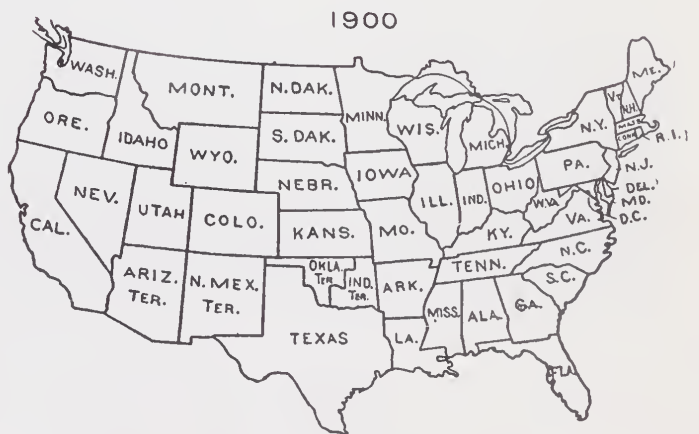 1900
WASH.
MONT.
N.DAK.
MINN.
ME.
VT.
N.H.
ORE.
IDAHO
WYO.
S. DAK.
WIS.
MICH.
N.Y.
MASS.
CONN.
R.I.
NEBR.
IOWA
PA.
N.J.
NEV.
UTAH
COLO.
ILL.
IND.
OHIO
W.VA.
DEL.
MD.
D.C.
CAL.
KANS.
MO.
KY.
VA.
ARIZ.
TER.
N. MEX.
TER.
OKLA.
TER.
IND.
TER.
ARK.
TENN.
N.C.
S.C.
TEXAS
LA.
MISS.
ALA.
GA.
FLA.